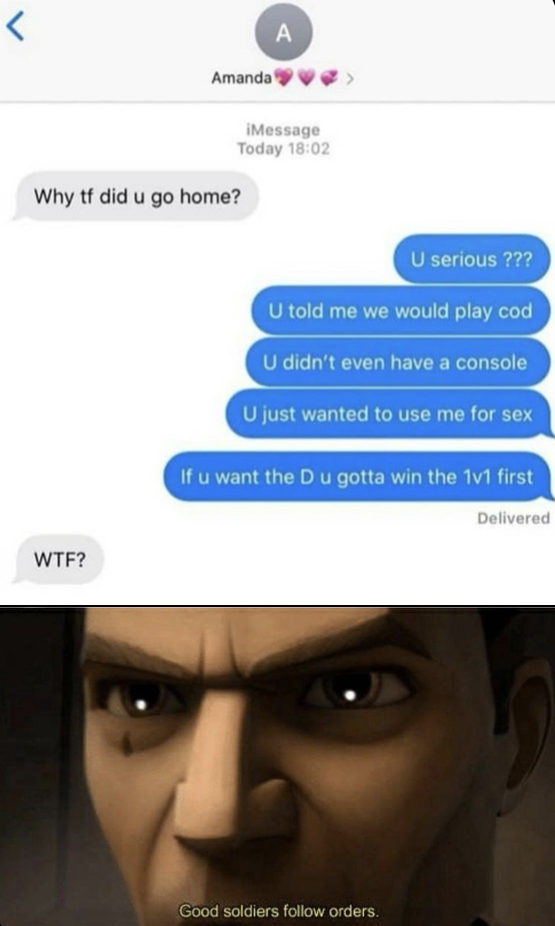 A
Amanda💖💗💞 >
iMessage
Today 18:02
Why tf did u go home?
U serious ???
U told me we would play cod
U didn't even have a console
U just wanted to use me for sex
If u want the D u gotta win the 1v1 first
Delivered
WTF?
Good soldiers follow orders.